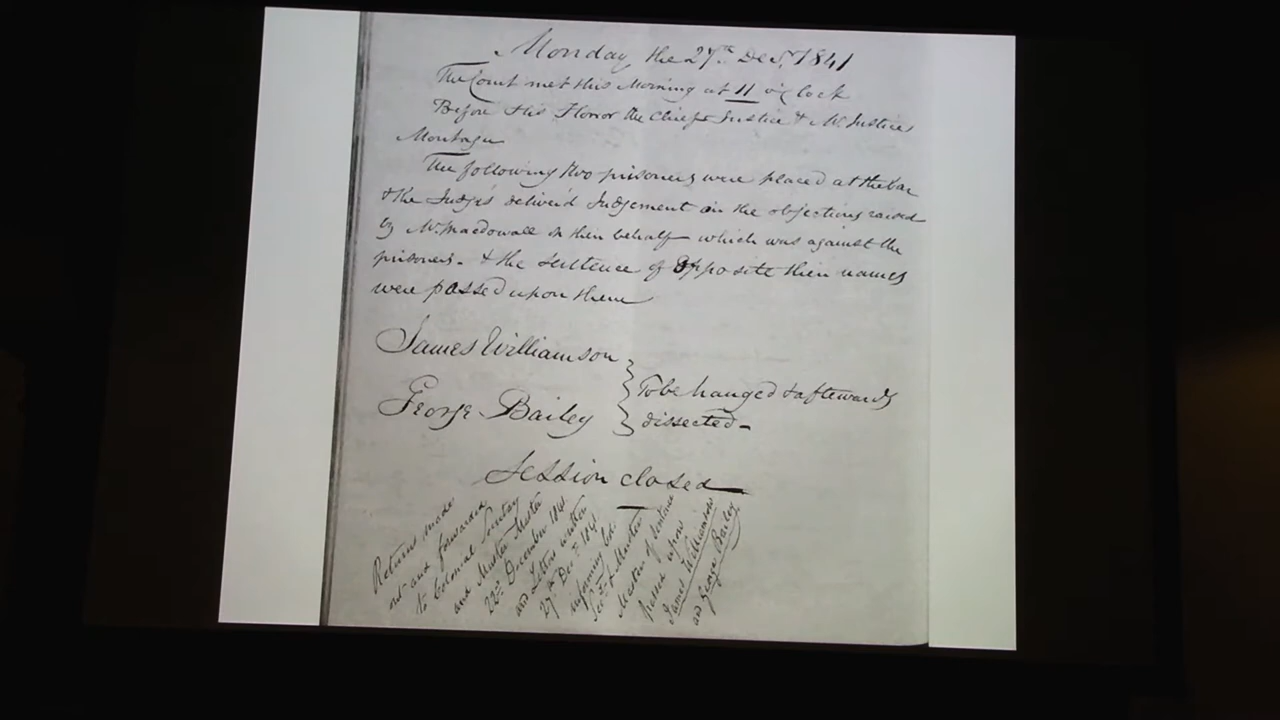 Monday the 27th Decr 1841
The Court met this Morning at 11 o'Clock
Before His Honor the Chief Justice & Mr. Justice
Montagu
The following two prisoners were placed at the bar
& the Judges deliver'd Judgement on the objections raised
by Mr. Macdowall on their behalf which was against the
prisoners - & the sentence of Opposite their names
were passed upon them
James Williamson
George Bailey
To be hanged & afterwards
dissected -
Session closed
Returns made
out and forwarded
to Colonial Secretary
and Muster Master
22nd December 1841
and Letters written
27th Decr 1841
informing Col.
Secy & Muster
Master of sentence
passed upon
James Williamson
and George Bailey